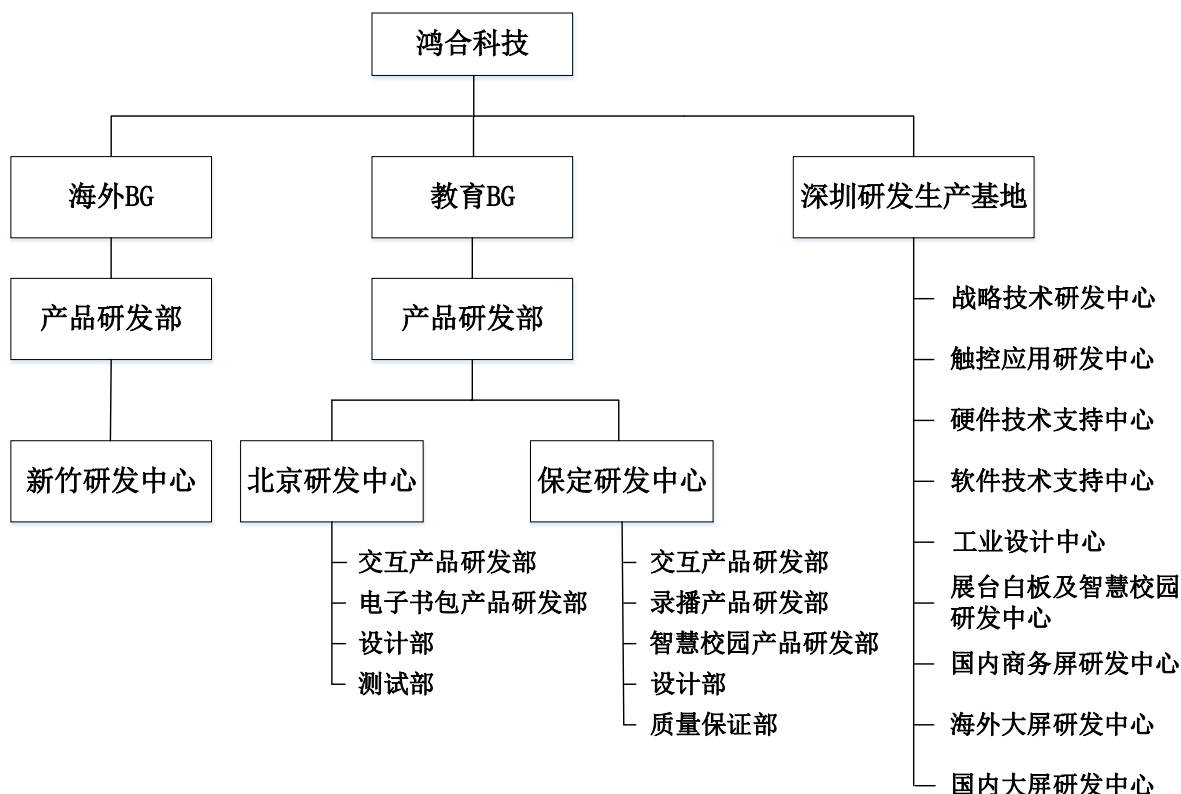 鸿合科技
海外BG
教育BG
深圳研发生产基地
产品研发部
产品研发部
新竹研发中心
北京研发中心
保定研发中心
交互产品研发部
电子书包产品研发部
设计部
测试部
交互产品研发部
录播产品研发部
智慧校园产品研发部
设计部
质量保证部
战略技术研发中心
触控应用研发中心
硬件技术支持中心
软件技术支持中心
工业设计中心
展台白板及智慧校园
研发中心
国内商务屏研发中心
海外大屏研发中心
国内大屏研发中心